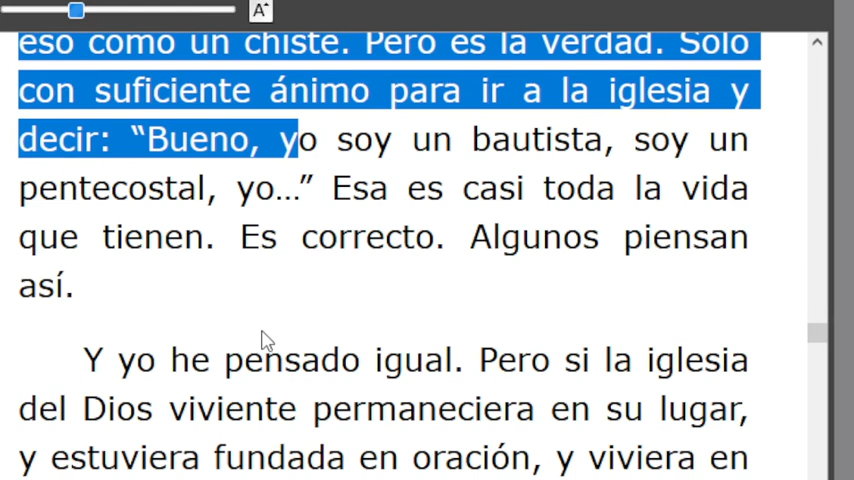 A
eso como un chiste. Pero es la verdad. Solo
con suficiente ánimo para ir a la iglesia y
decir: “Bueno, yo soy un bautista, soy un
pentecostal, yo…” Esa es casi toda la vida
que tienen. Es correcto. Algunos piensan
así.
Y yo he pensado igual. Pero si la iglesia
del Dios viviente permaneciera en su lugar,
y estuviera fundada en oración, y viviera en